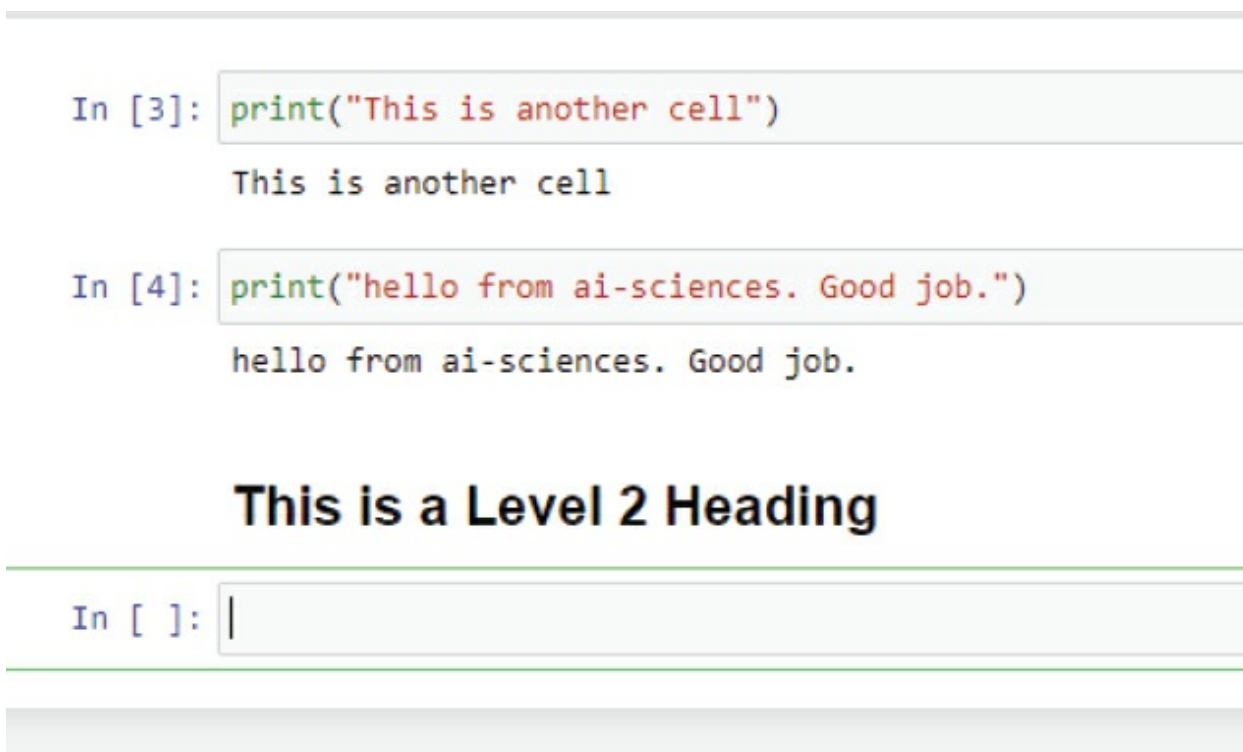 In [3]: print("This is another cell")
This is another cell
In [4]: print("hello from ai-sciences. Good job.")
hello from ai-sciences. Good job.
This is a Level 2 Heading
In [ ]: